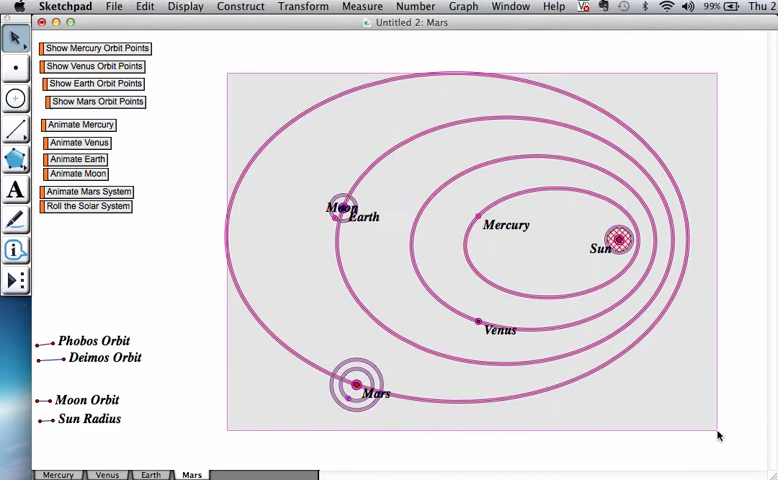 Sketchpad File Edit Display Construct Transform Measure Number Graph Window Help 99% Thu 2
Untitled 2: Mars
Show Mercury Orbit Points
Show Venus Orbit Points
Show Earth Orbit Points
Show Mars Orbit Points
Animate Mercury
Animate Venus
Animate Earth
Animate Moon
Animate Mars System
Roll the Solar System
A
Moon
Earth
Mercury
Sun
Venus
Mars
Phobos Orbit
Deimos Orbit
Moon Orbit
Sun Radius
Mercury Venus Earth Mars